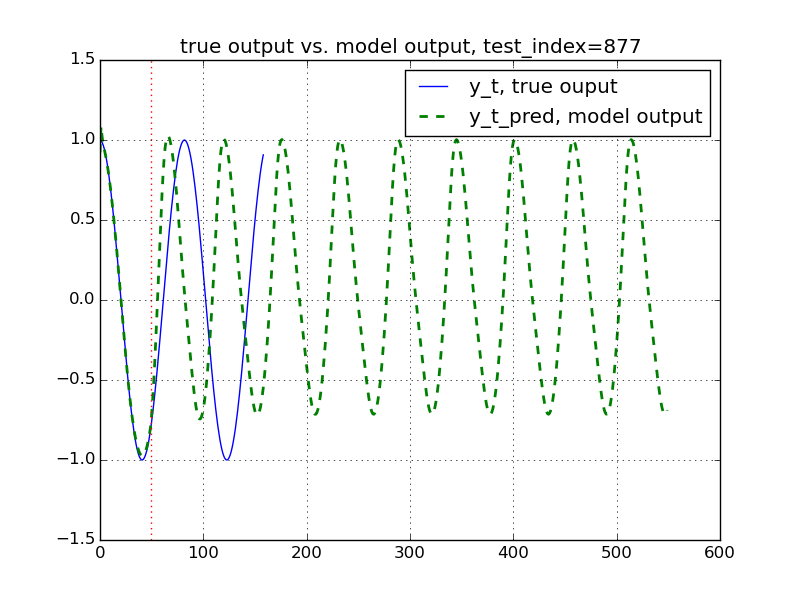 true output vs. model output, test_index=877
y_t, true ouput
y_t_pred, model output
1.5
1.0
0.5
0.0
−0.5
−1.0
−1.5
0 100 200 300 400 500 600